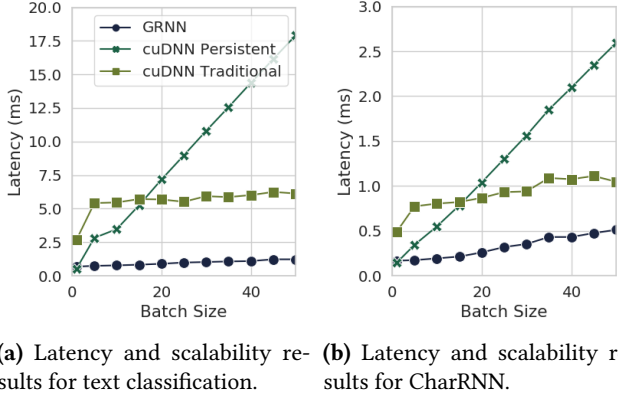 20.0
17.5
15.0
12.5
10.0
7.5
5.0
2.5
0.0
Latency (ms)
GRNN
cuDNN Persistent
cuDNN Traditional
0 20 40
Batch Size
3.0
2.5
2.0
1.5
1.0
0.5
0.0
Latency (ms)
0 20 40
Batch Size
(a) Latency and scalability re-
sults for text classification.
(b) Latency and scalability r
sults for CharRNN.